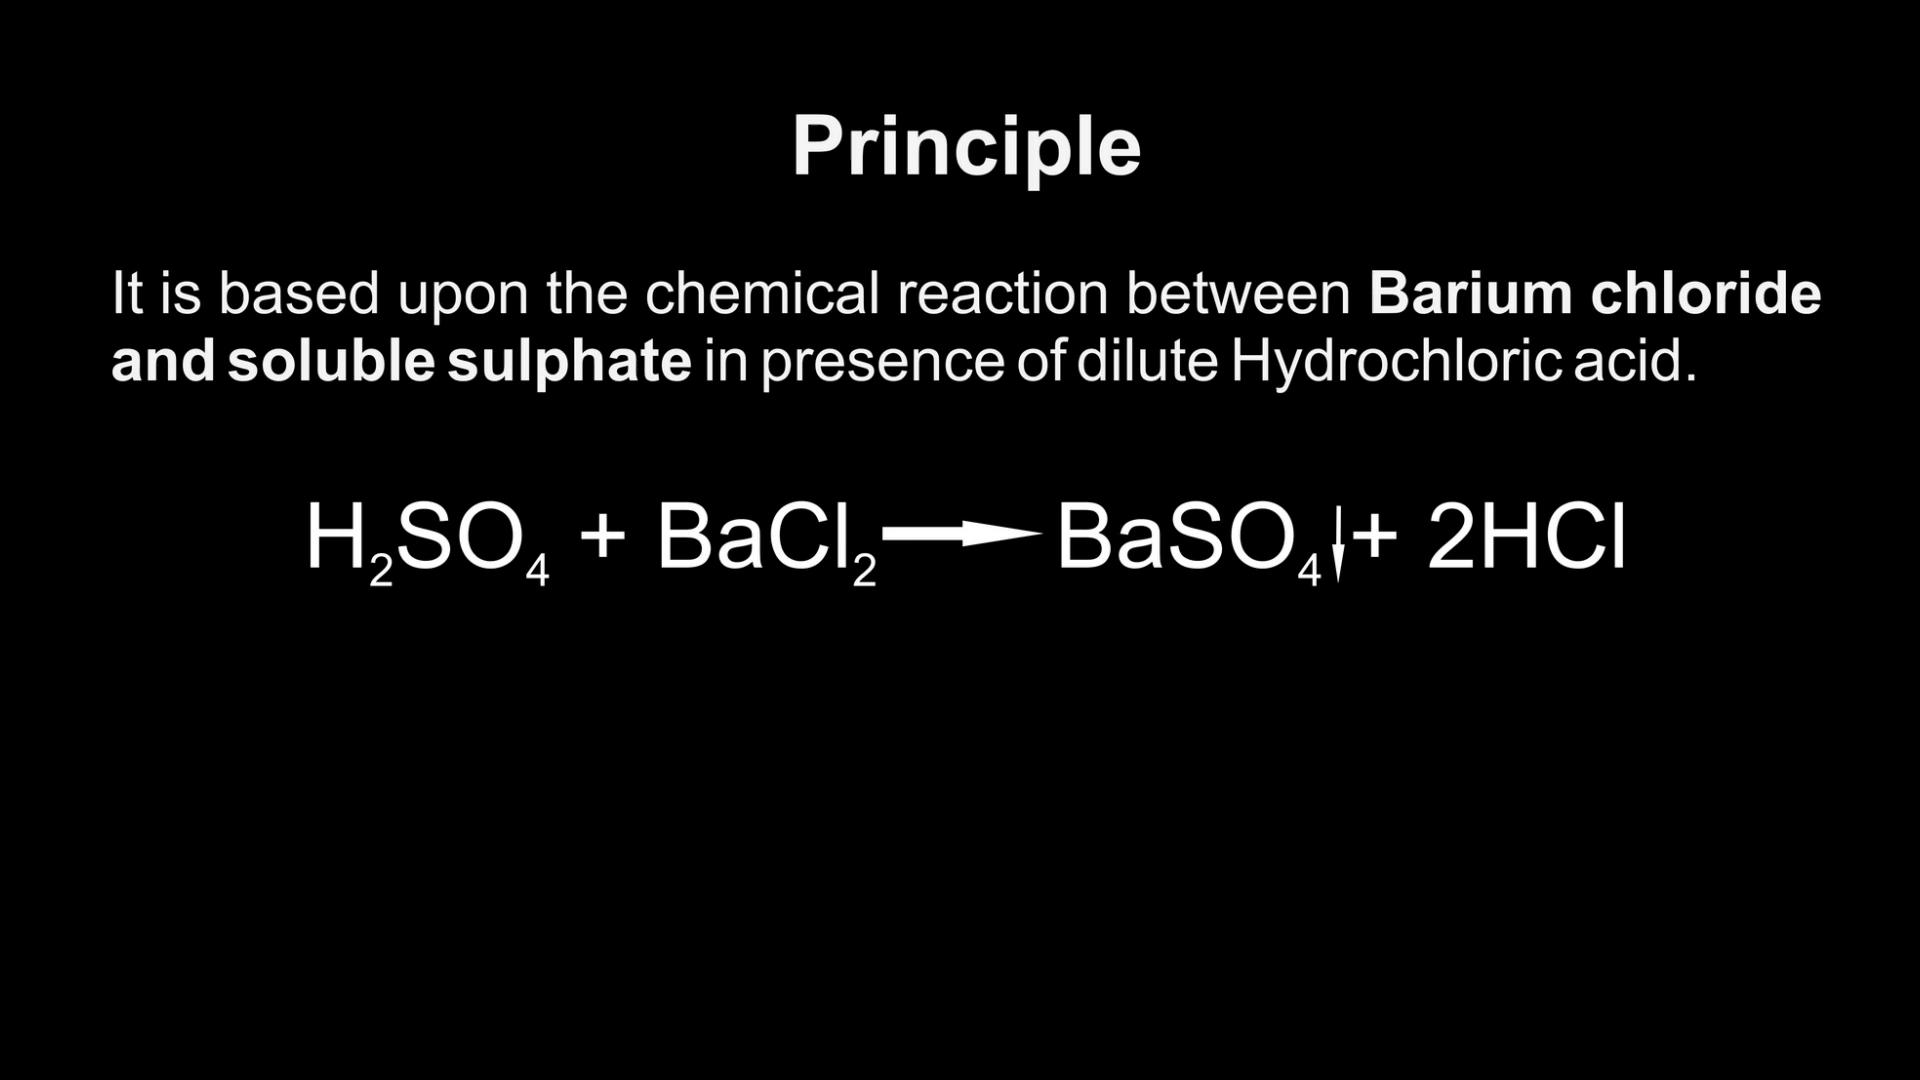 Principle
It is based upon the chemical reaction between Barium chloride
and soluble sulphate in presence of dilute Hydrochloric acid.
H₂SO₄ + BaCl₂ → BaSO₄↓ + 2HCl